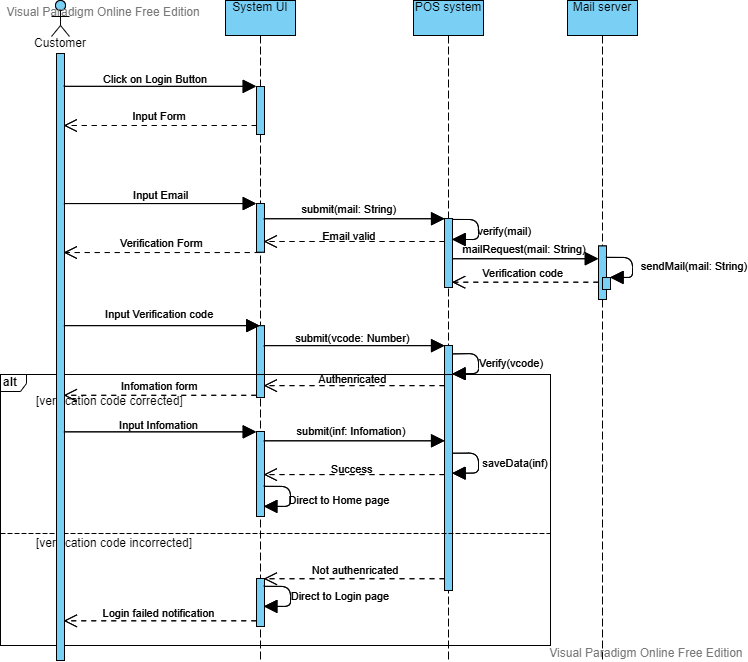 Visual Paradigm Online Free Edition
System UI
POS system
Mail server
Customer
Click on Login Button
Input Form
Input Email
submit(mail: String)
verify(mail)
Email valid
Verification Form
mailRequest(mail: String)
sendMail(mail: String)
Verification code
Input Verification code
submit(vcode: Number)
Verify(vcode)
alt
Authenricated
Infomation form
[verification code corrected]
Input Infomation
submit(inf: Infomation)
saveData(inf)
Success
Direct to Home page
[verification code incorrected]
Not authenricated
Direct to Login page
Login failed notification
Visual Paradigm Online Free Edition